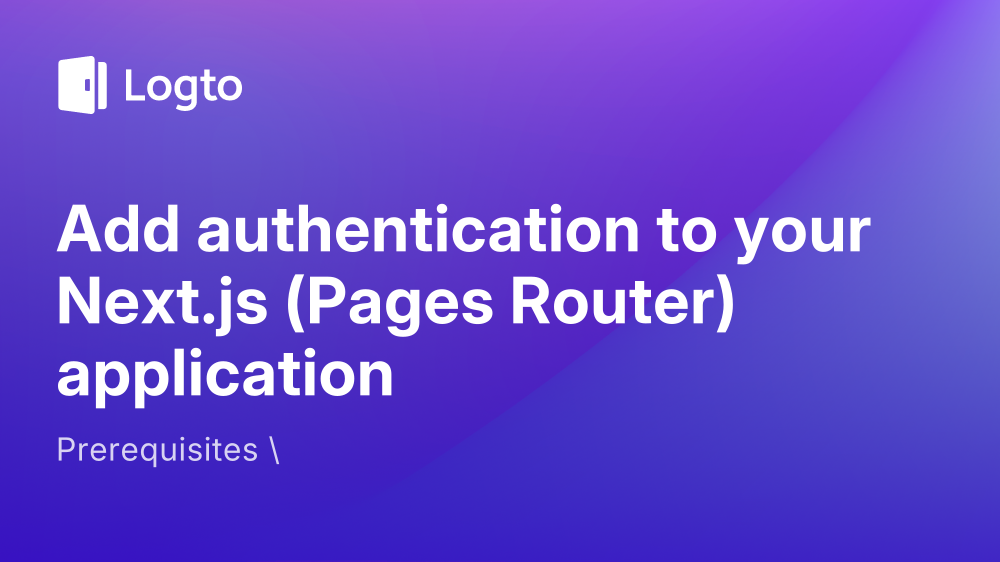 Logto
Add authentication to your
Next.js (Pages Router)
application
Prerequisites \